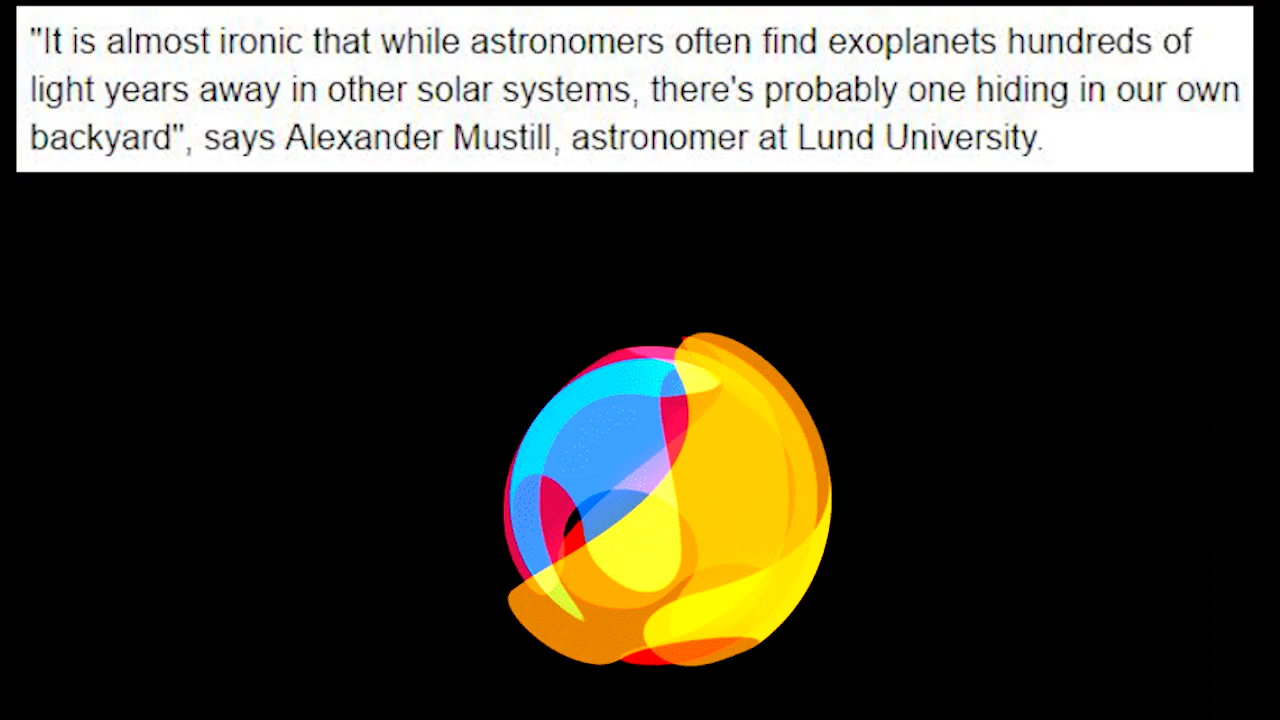 "It is almost ironic that while astronomers often find exoplanets hundreds of
light years away in other solar systems, there's probably one hiding in our own
backyard", says Alexander Mustill, astronomer at Lund University.